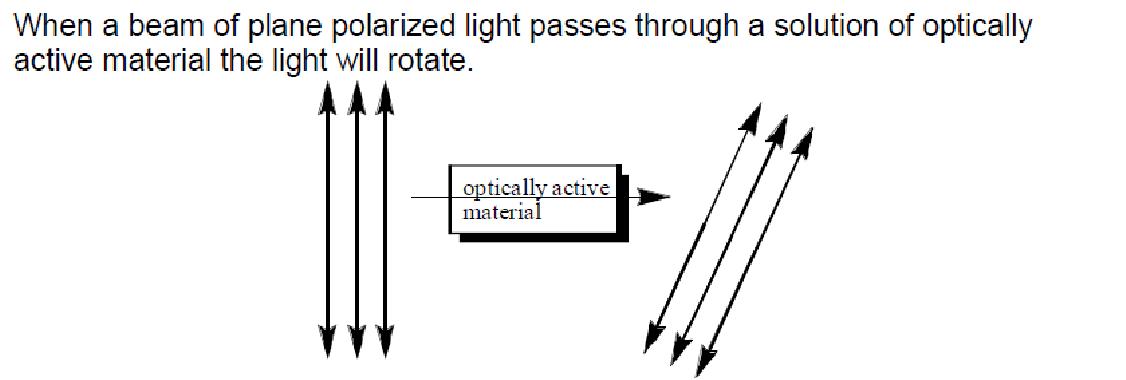 When a beam of plane polarized light passes through a solution of optically
active material the light will rotate.
optically active
material